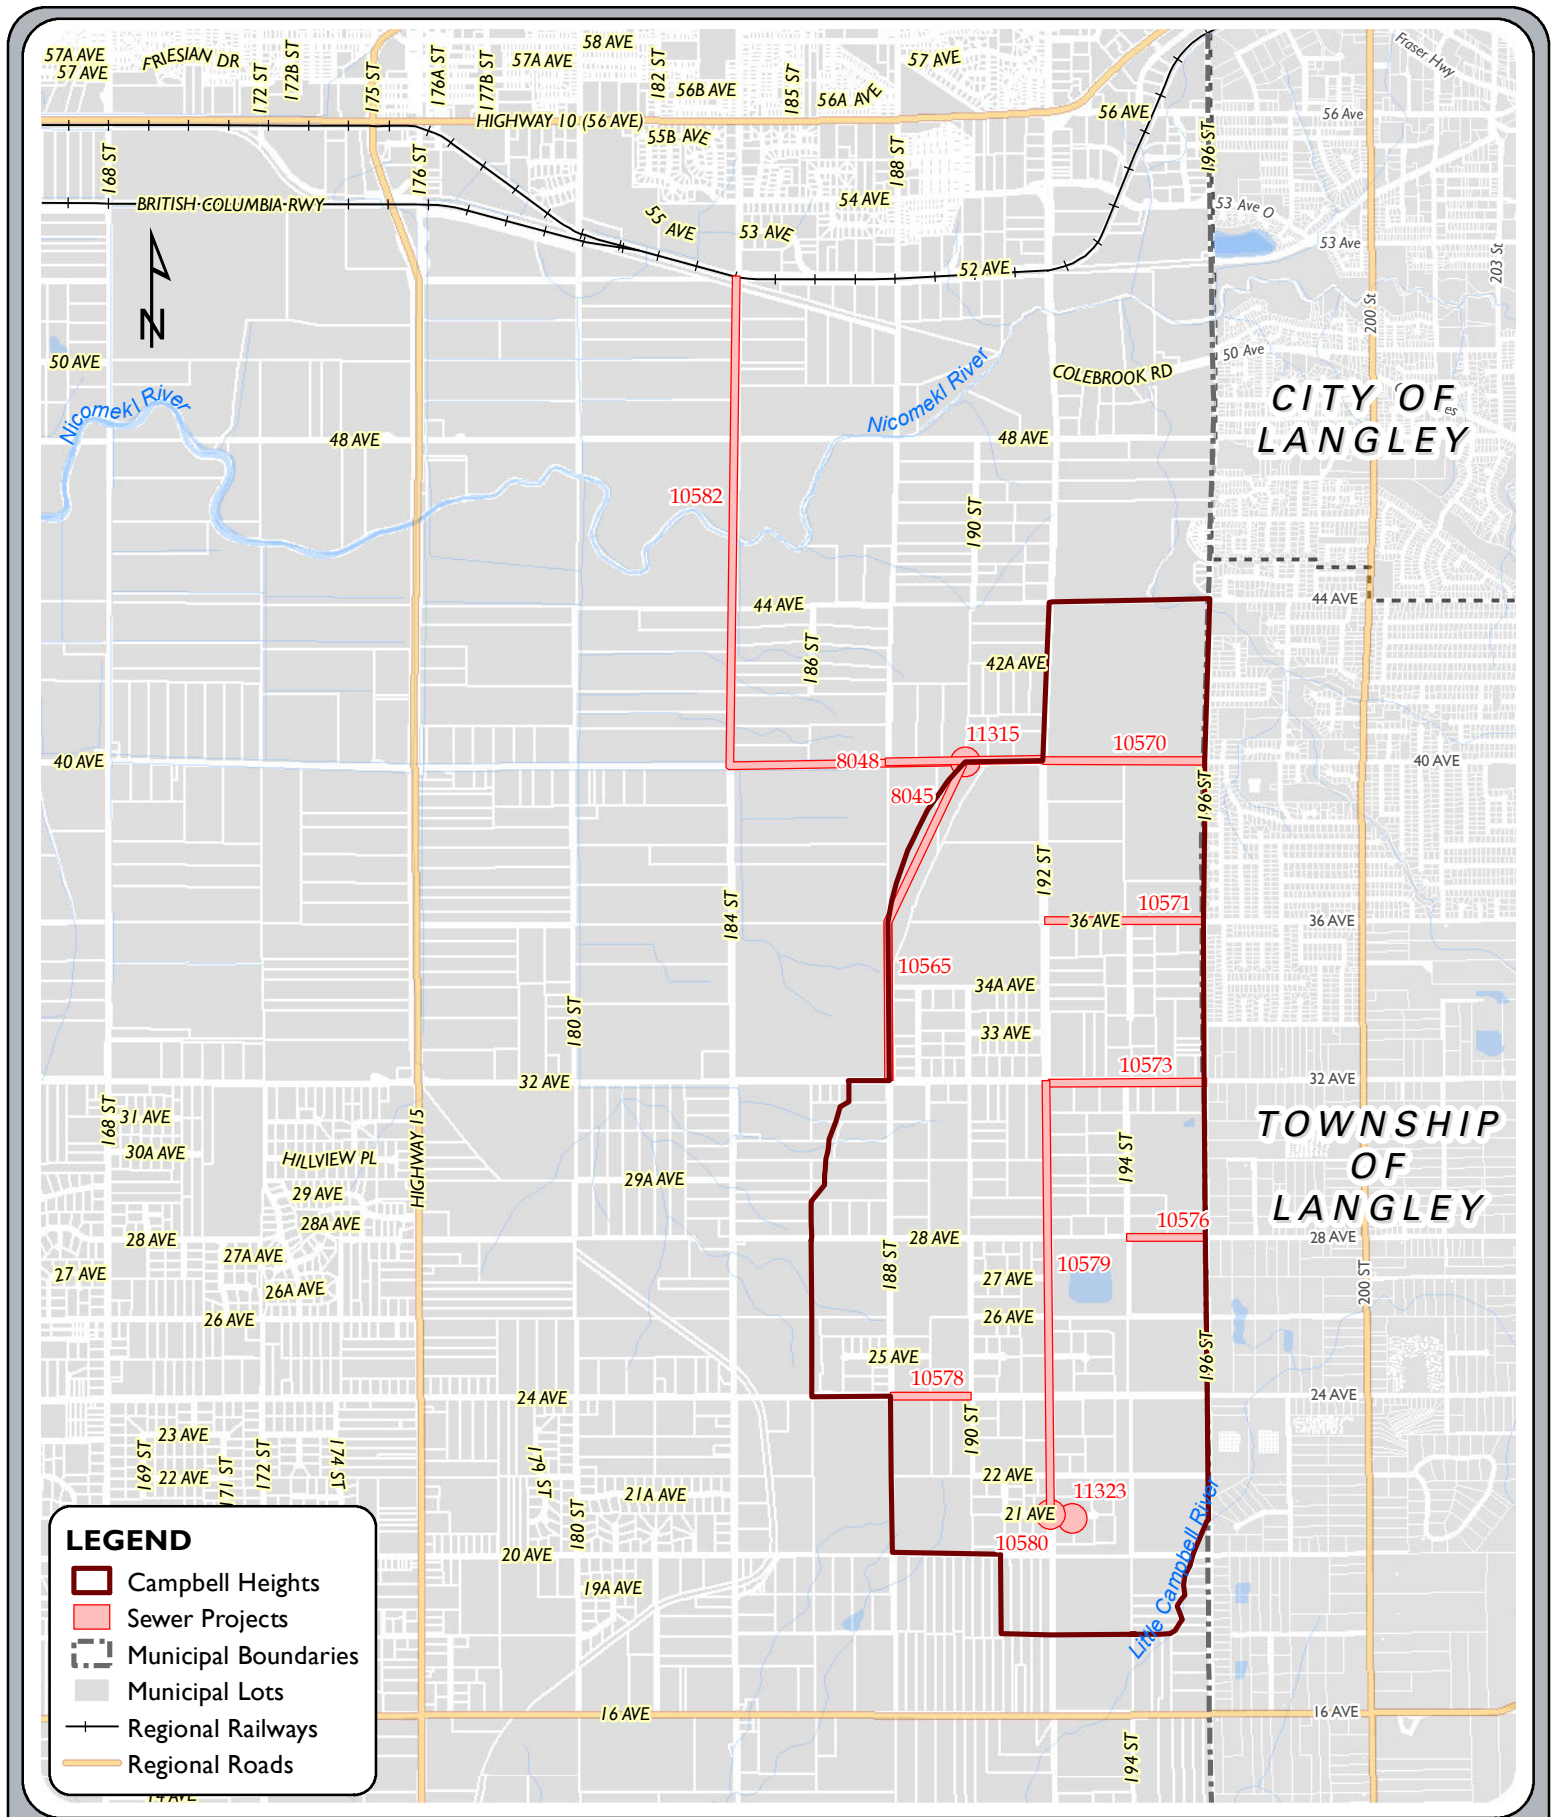 57A AVE
57 AVE
FRIESIAN DR
172 ST
172B ST
175 ST
176A ST
177B ST
57A AVE
58 AVE
182 ST
56B AVE
185 ST
56A AVE
57 AVE
Fraser Hwy
HIGHWAY 10 (56 AVE)
55B AVE
56 AVE
56 Ave
168 ST
176 ST
188 ST
196 ST
BRITISH COLUMBIA RWY
55 AVE
53 AVE
54 AVE
53 Ave
53 Ave
203 St
52 AVE
N
200 St
50 AVE
Nicomekl River
Nicomekl River
COLEBROOK RD
50 Ave
CITY OF
LANGLEY
es
48 AVE
48 AVE
10582
190 ST
44 AVE
44 AVE
186 ST
42A AVE
11315
10570
40 AVE
8048
40 AVE
8045
196 ST
192 ST
184 ST
10571
36 AVE
36 AVE
10565
34A AVE
180 ST
33 AVE
10573
32 AVE
32 AVE
168 ST
31 AVE
HIGHWAY 15
30A AVE
HILLVIEW PL
194 ST
TOWNSHIP
OF
LANGLEY
29A AVE
29 AVE
28A AVE
10576
28 AVE
28 AVE
28 AVE
27A AVE
188 ST
10579
27 AVE
27 AVE
26A AVE
200 ST
26 AVE
26 AVE
196 ST
25 AVE
10578
24 AVE
24 AVE
23 AVE
169 ST
22 AVE
171 ST
172 ST
174 ST
179 ST
190 ST
22 AVE
21A AVE
11323
21 AVE
180 ST
10580
20 AVE
19A AVE
Little Campbell River
16 AVE
16 AVE
194 ST
14 AVE
LEGEND
Campbell Heights
Sewer Projects
Municipal Boundaries
Municipal Lots
Regional Railways
Regional Roads